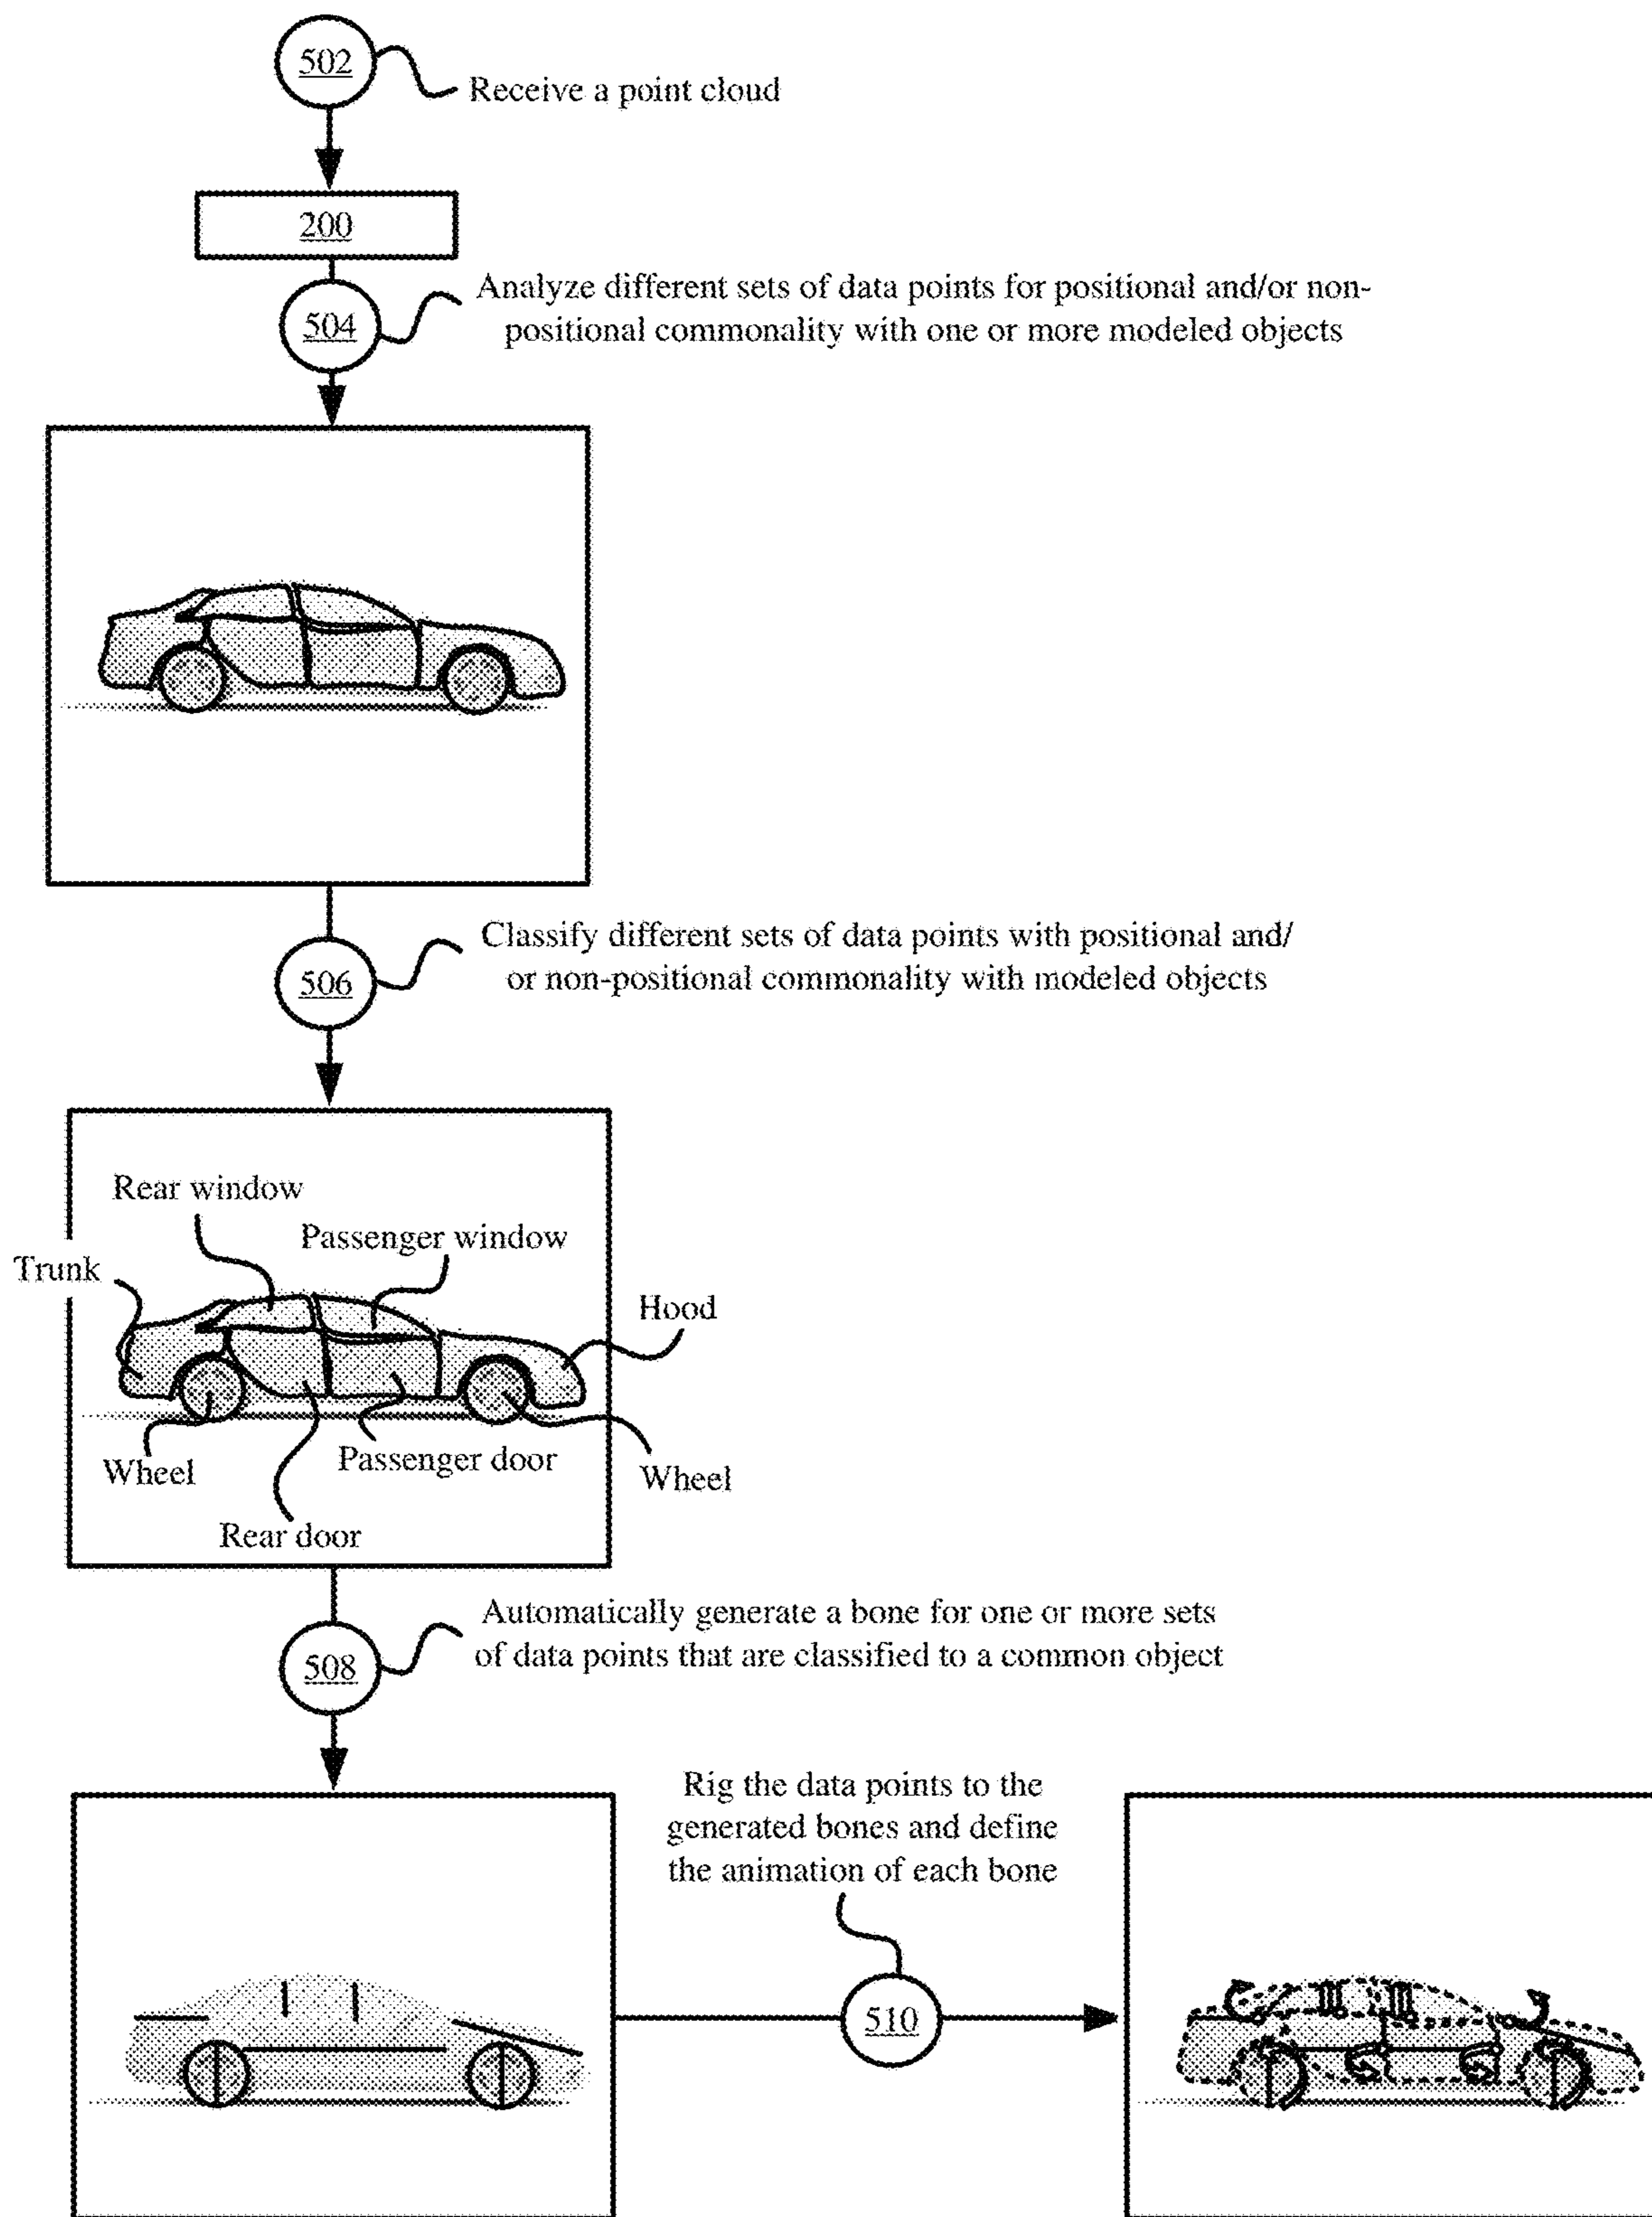 502
Receive a point cloud
200
Analyze different sets of data points for positional and/or non-
504
positional commonality with one or more modeled objects
Classify different sets of data points with positional and/
506
or non-positional commonality with modeled objects
Rear window
Passenger window
Trunk
Hood
Passenger door
Wheel
Wheel
Rear door
Automatically generate a bone for one or more sets
of data points that are classified to a common object
508
Rig the data points to the
generated bones and define
the animation of each bone
510